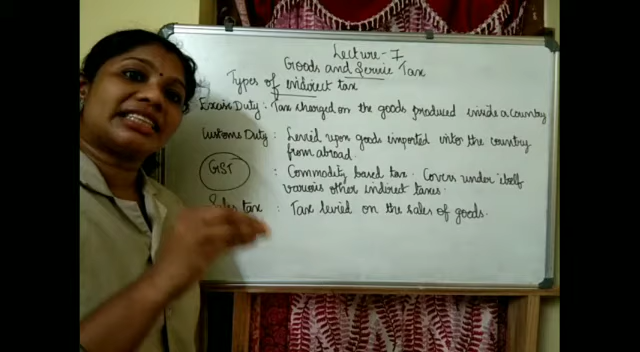 Lecture - I
Goods and Service Tax
Types of indirect tax
Excise Duty : Tax charged on the goods produced inside a country
Customs Duty : Levied upon goods imported into the country
from abroad.
GST : Commodity based tax. Covers under itself
various other indirect taxes.
Sales tax : Tax levied on the sales of goods.